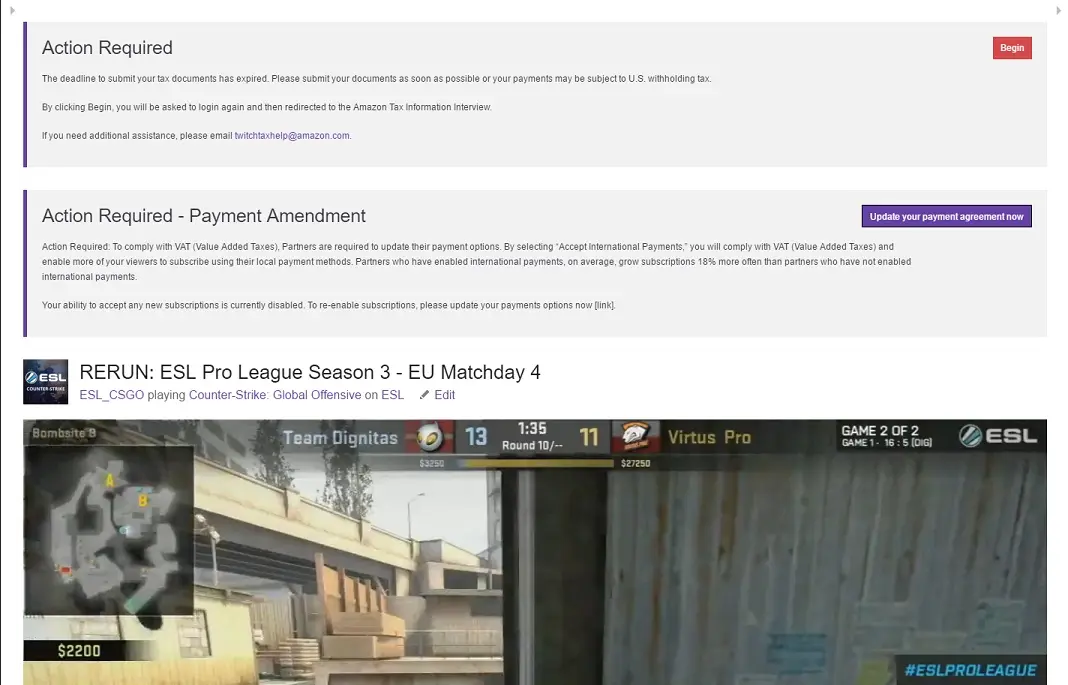 Action Required
Begin
The deadline to submit your tax documents has expired. Please submit your documents as soon as possible or your payments may be subject to U.S. withholding tax.
By clicking Begin, you will be asked to login again and then redirected to the Amazon Tax Information Interview.
If you need additional assistance, please email twitchtaxhelp@amazon.com.
Action Required - Payment Amendment
Update your payment agreement now
Action Required: To comply with VAT (Value Added Taxes), Partners are required to update their payment options. By selecting “Accept International Payments,” you will comply with VAT (Value Added Taxes) and
enable more of your viewers to subscribe using their local payment methods. Partners who have enabled international payments, on average, grow subscriptions 18% more often than partners who have not enabled
international payments.
Your ability to accept any new subscriptions is currently disabled. To re-enable subscriptions, please update your payments options now [link].
ESL
COUNTER-STRIKE
RERUN: ESL Pro League Season 3 - EU Matchday 4
ESL_CSGO playing Counter-Strike: Global Offensive on ESL Edit
Bombsite B
Team Dignitas 13 1:35 11 Virtus Pro
Round 10/--
$3250 $27250
GAME 2 OF 2
GAME 1 - 16 : 5 (DIG)
ESL
A
B
$2200
#ESLPROLEAGUE